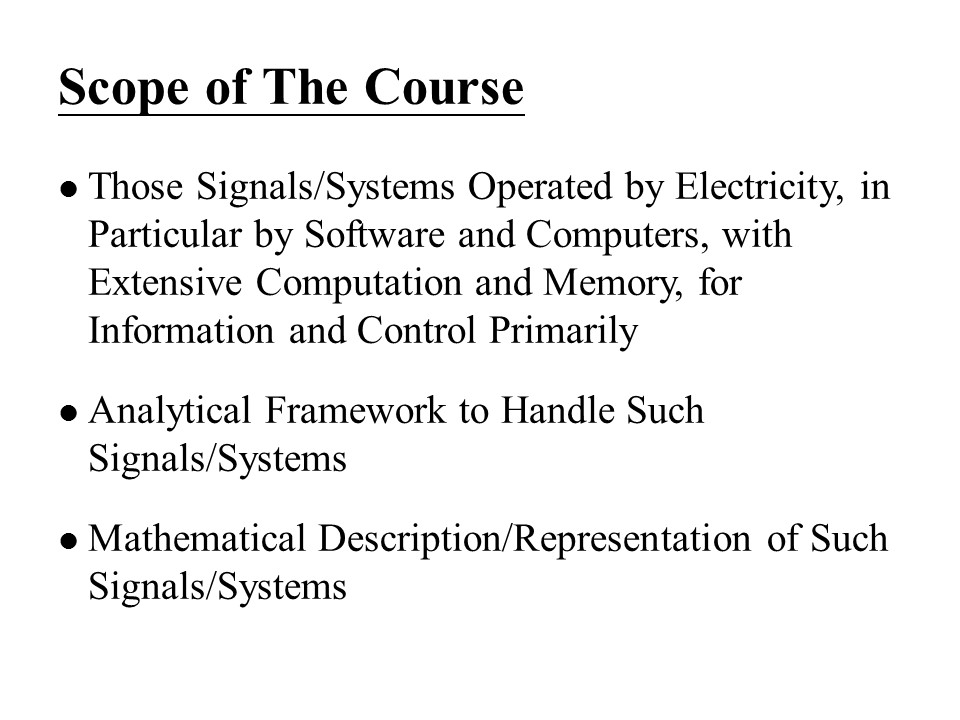 Scope of The Course
● Those Signals/Systems Operated by Electricity, in
Particular by Software and Computers, with
Extensive Computation and Memory, for
Information and Control Primarily
● Analytical Framework to Handle Such
Signals/Systems
● Mathematical Description/Representation of Such
Signals/Systems